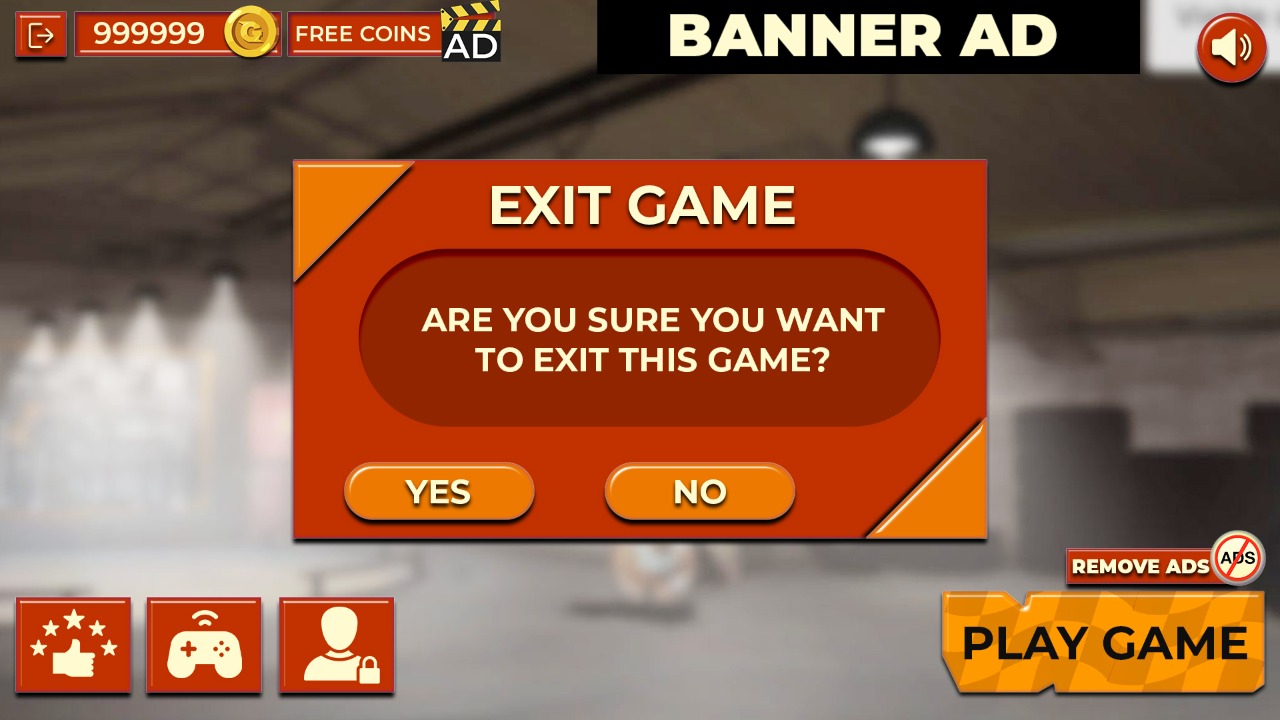 999999
G
FREE COINS
AD
BANNER AD
EXIT GAME
ARE YOU SURE YOU WANT
TO EXIT THIS GAME?
YES
NO
REMOVE ADS
ADS
PLAY GAME